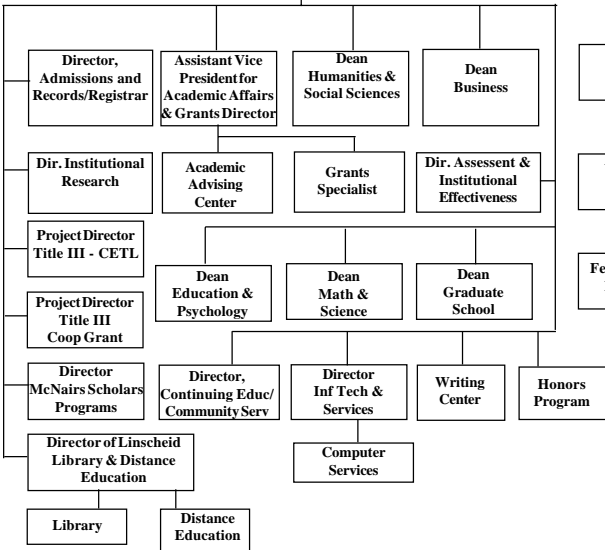 Director,
Admissions and
Records/Registrar
Assistant Vice
President for
Academic Affairs
& Grants Director
Dean
Humanities &
Social Sciences
Dean
Business
Dir. Institutional
Research
Academic
Advising
Center
Grants
Specialist
Dir. Assessent &
Institutional
Effectiveness
Project Director
Title III - CETL
Dean
Education &
Psychology
Dean
Math &
Science
Dean
Graduate
School
Fe
Project Director
Title III
Coop Grant
Director
McNairs Scholars
Programs
Director,
Continuing Educ/
Community Serv
Director
Inf Tech &
Services
Writing
Center
Honors
Program
Director of Linscheid
Library & Distance
Education
Computer
Services
Library
Distance
Education